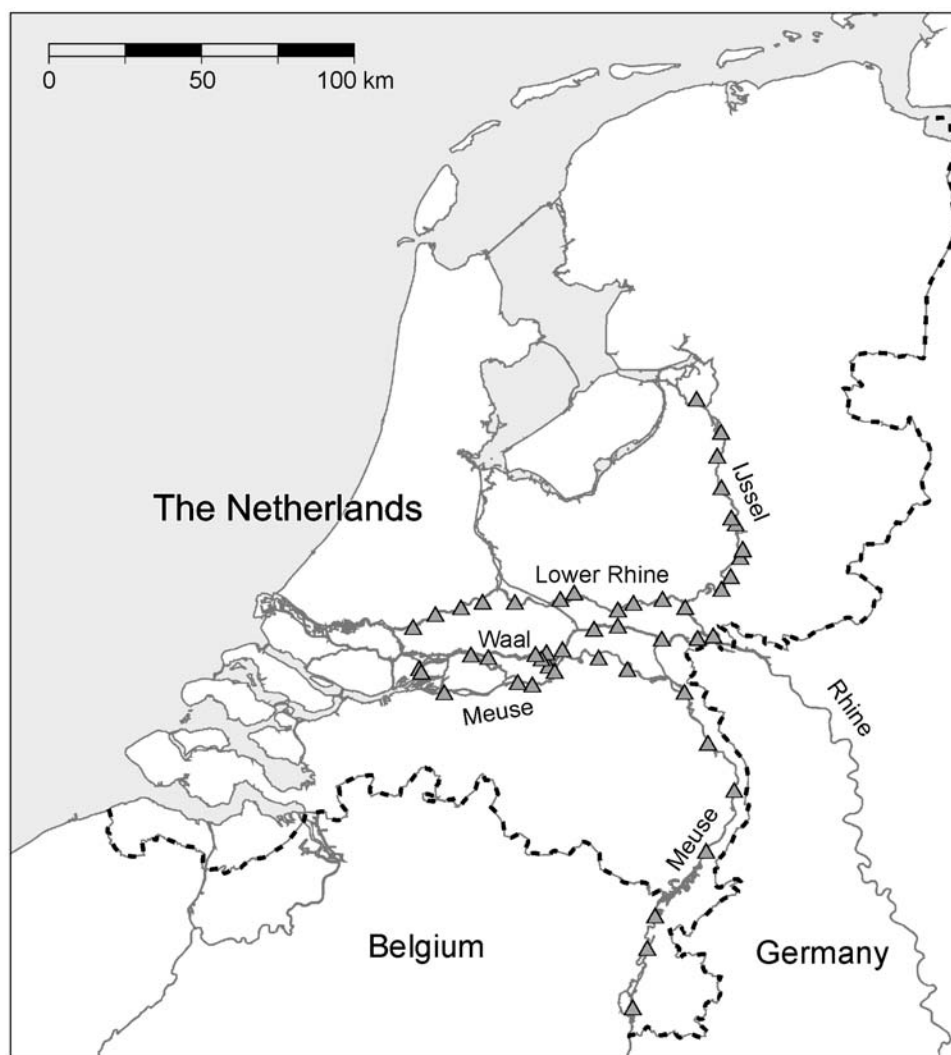 0 50 100 km
The Netherlands
IJssel
Lower Rhine
Waal
Meuse
Rhine
Meuse
Belgium
Germany